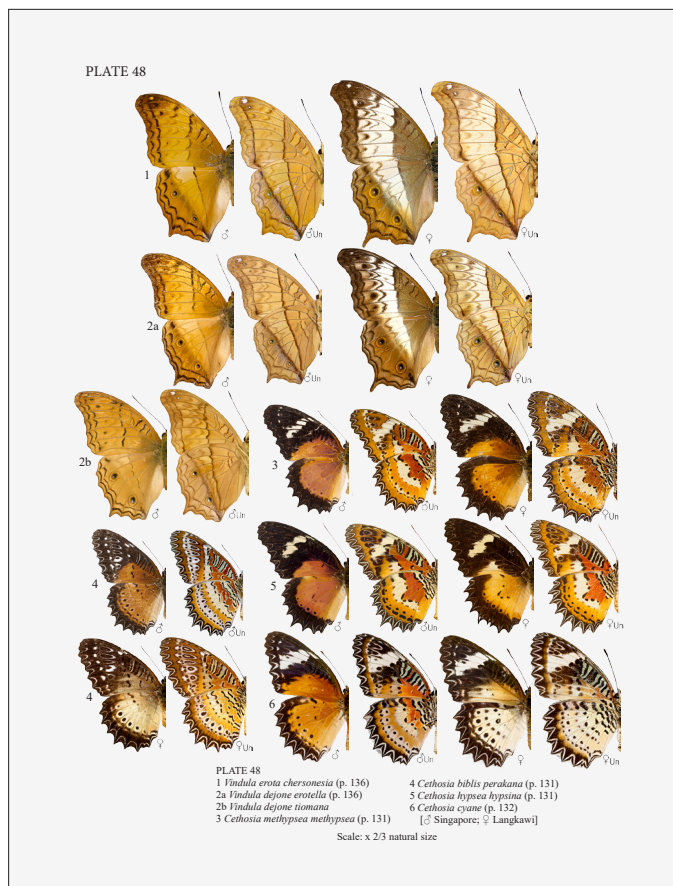 PLATE 48
1
♂
♂Un
♀
♀Un
2a
♂
♂Un
♀
♀Un
2b
♂
♂Un
3
♂
♂Un
♀
♀Un
4
♂
♂Un
5
♂
♂Un
♀
♀Un
4
♀
♀Un
6
♂
♂Un
♀
♀Un
PLATE 48
1 Vindula erota chersonesia (p. 136)
2a Vindula dejone erotella (p. 136)
2b Vindula dejone tiomana
3 Cethosia methypsea methypsea (p. 131)
4 Cethosia biblis perakana (p. 131)
5 Cethosia hypsea hypsina (p. 131)
6 Cethosia cyane (p. 132)
[♂ Singapore; ♀ Langkawi]
Scale: x 2/3 natural size